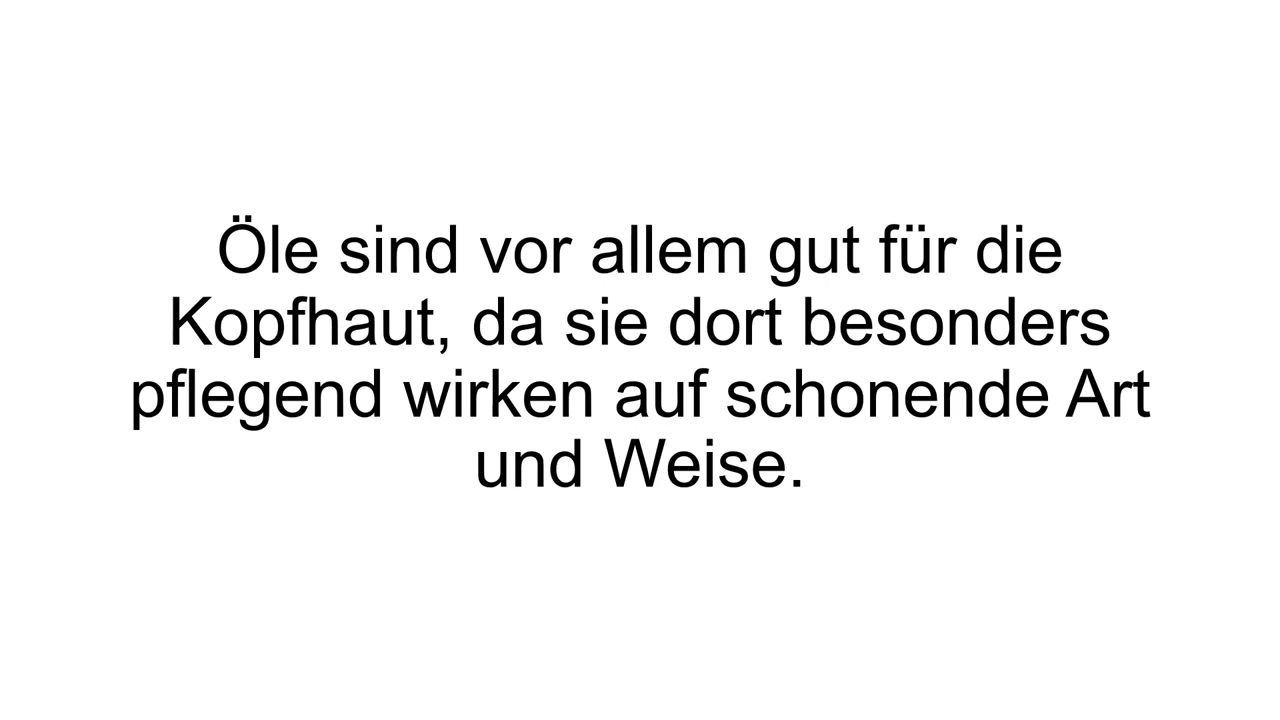 Öle sind vor allem gut für die
Kopfhaut, da sie dort besonders
pflegend wirken auf schonende Art
und Weise.